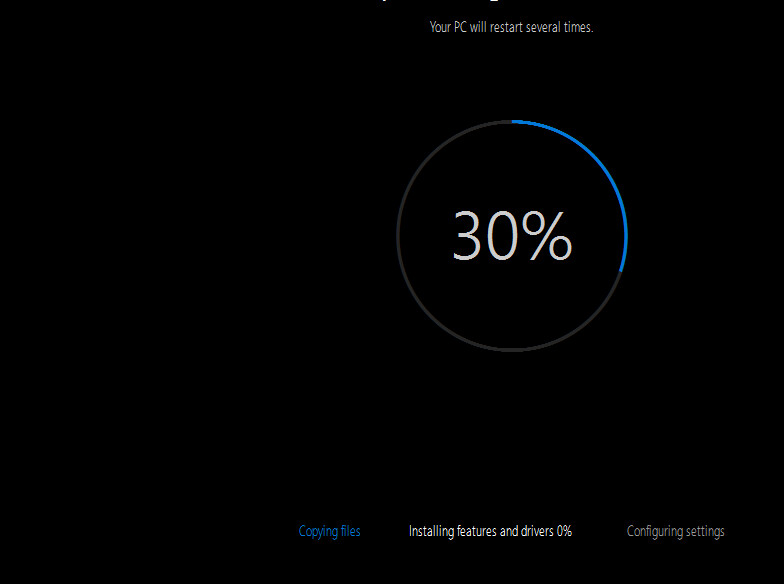 Your PC will restart several times.
30%
Copying files Installing features and drivers 0% Configuring settings